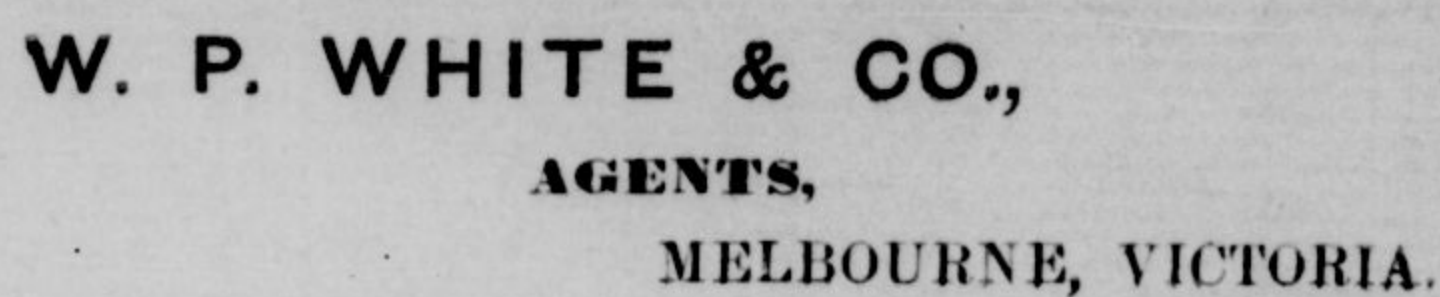 W. P. WHITE & CO.,
AGENTS,
MELBOURNE, VICTORIA.